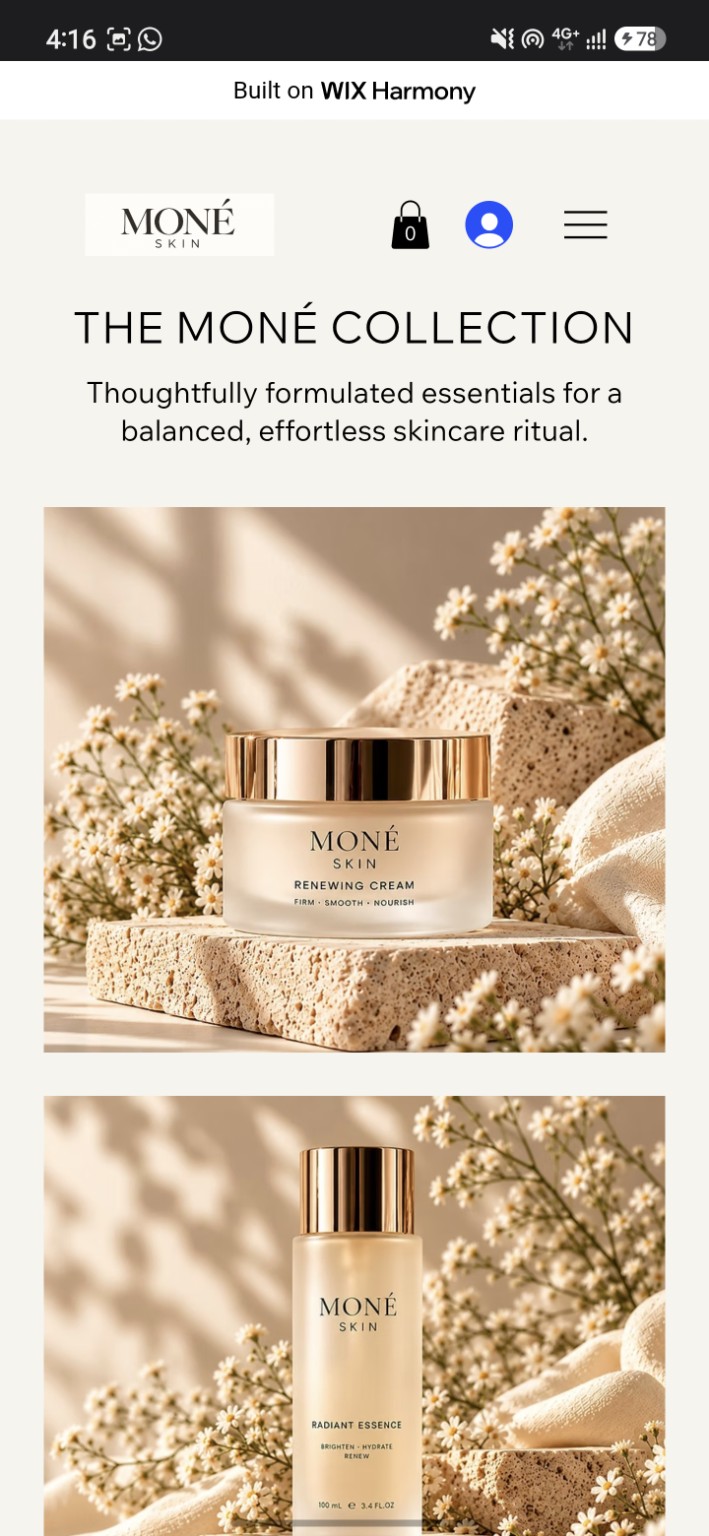 4:16
4G+
78
Built on WIX Harmony
MONÉ
SKIN
0
THE MONÉ COLLECTION
Thoughtfully formulated essentials for a
balanced, effortless skincare ritual.
MONÉ
SKIN
RENEWING CREAM
FIRM · SMOOTH · NOURISH
MONÉ
SKIN
RADIANT ESSENCE
BRIGHTEN · HYDRATE
RENEW
100 mL ℮ 3.4 FL.OZ